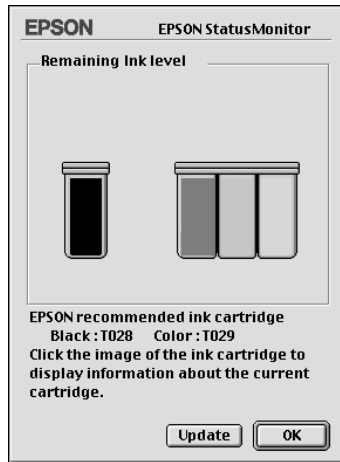 EPSON EPSON StatusMonitor
Remaining Ink level
EPSON recommended ink cartridge
Black : T028 Color : T029
Click the image of the ink cartridge to
display information about the current
cartridge.
Update OK